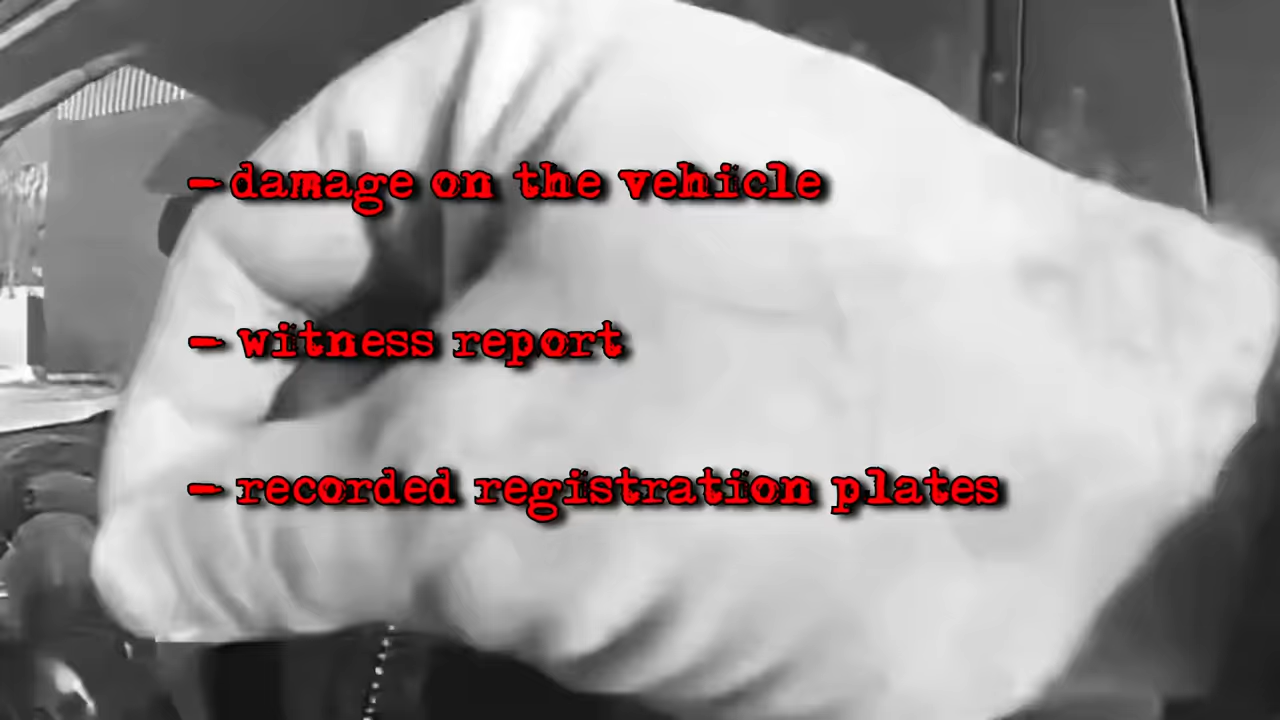 - damage on the vehicle
- witness report
- recorded registration plates